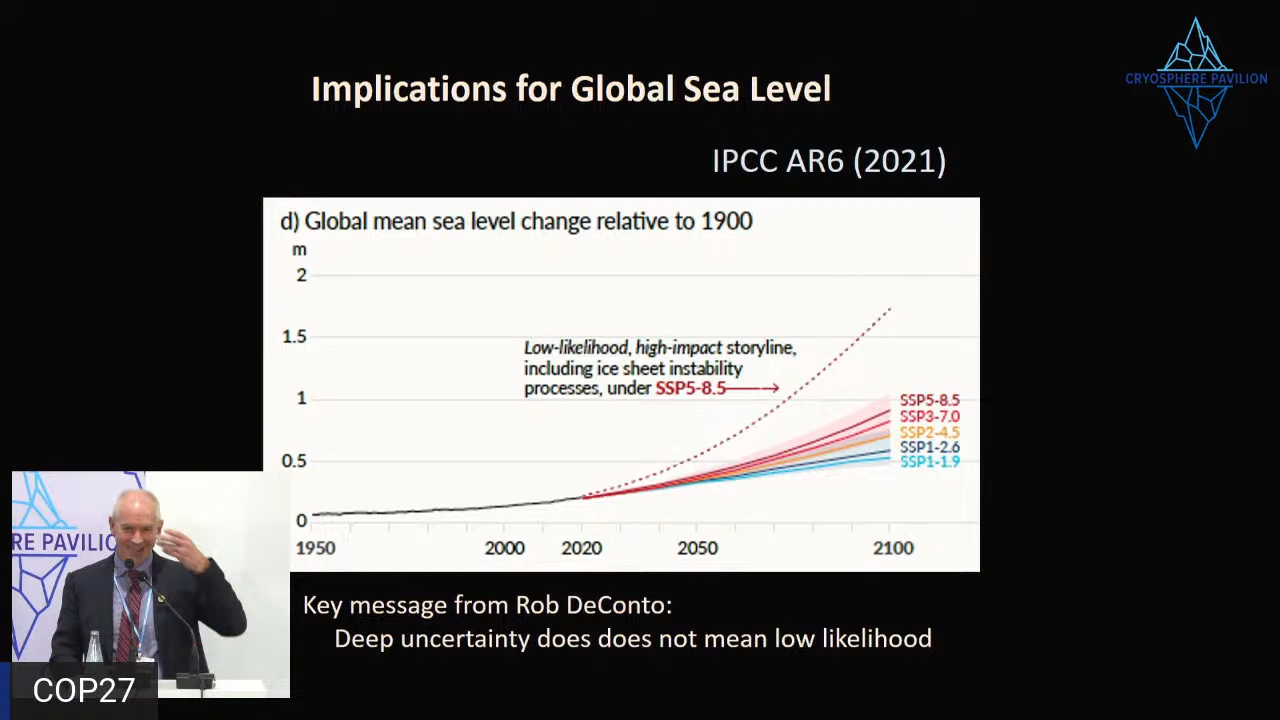 CRYOSPHERE PAVILION
Implications for Global Sea Level
IPCC AR6 (2021)
d) Global mean sea level change relative to 1900
m
2
1.5
1
0.5
0
Low-likelihood, high-impact storyline,
including ice sheet instability
processes, under SSP5-8.5
SSP5-8.5
SSP3-7.0
SSP2-4.5
SSP1-2.6
SSP1-1.9
1950 2000 2020 2050 2100
RE PAVILIO
Key message from Rob DeConto:
Deep uncertainty does does not mean low likelihood
COP27